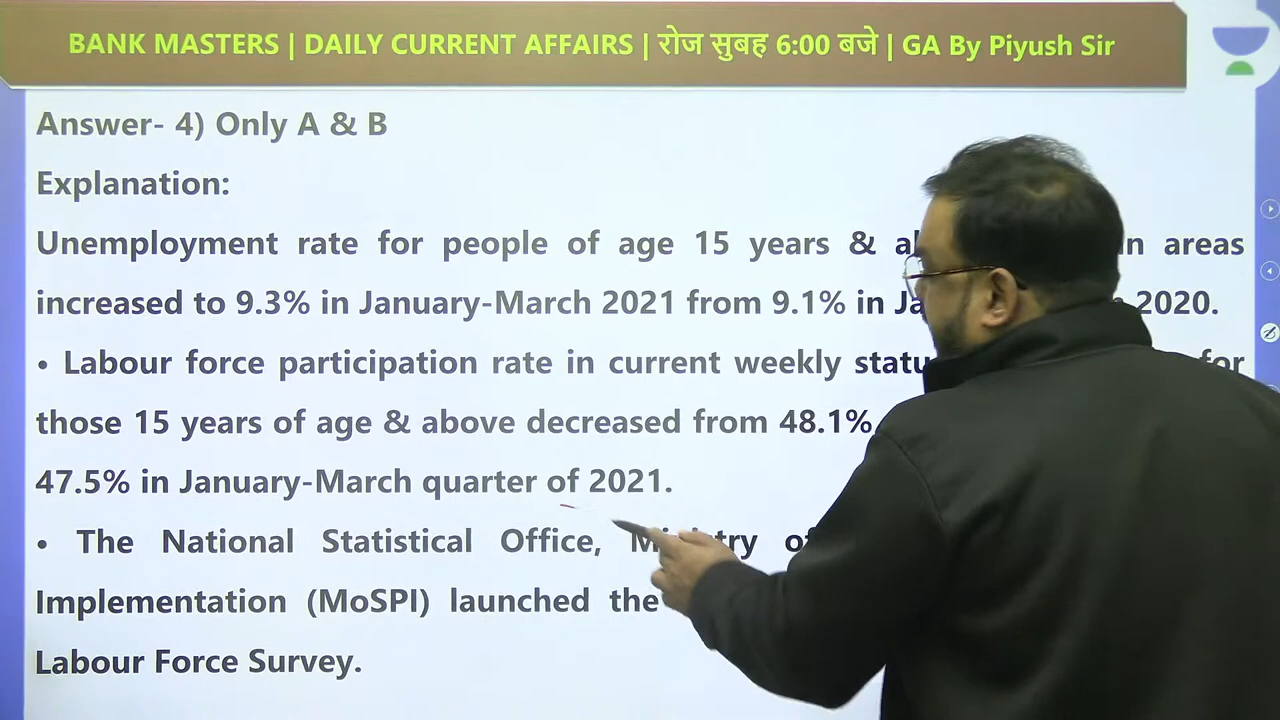 BANK MASTERS | DAILY CURRENT AFFAIRS | रोज सुबह 6:00 बजे | GA By Piyush Sir
Answer- 4) Only A & B
Explanation:
Unemployment rate for people of age 15 years & areas
increased to 9.3% in January-March 2021 from 9.1% in 2020.
• Labour force participation rate in current weekly for
those 15 years of age & above decreased from 48.1%
47.5% in January-March quarter of 2021.
• The National Statistical Office,
Implementation (MoSPI) launched the
Labour Force Survey.